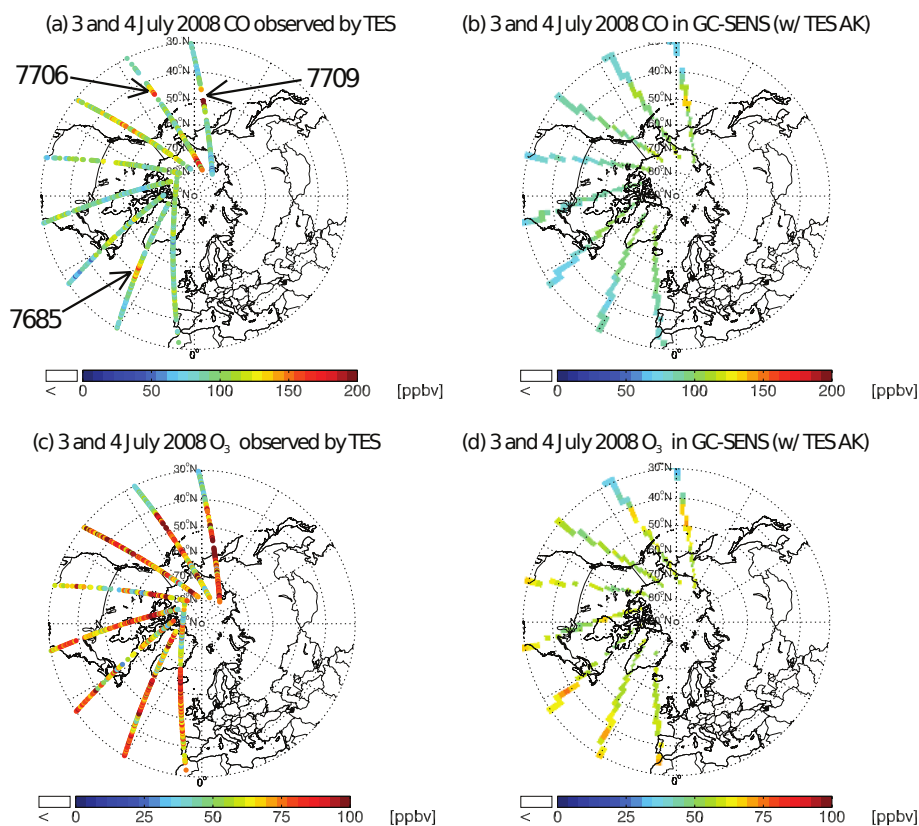 (a) 3 and 4 July 2008 CO observed by TES
30°N
40°N
50°N
60°N
70°N
80°N
0°
7706
7709
7685
< 0 50 100 150 200 [ppbv]
(b) 3 and 4 July 2008 CO in GC-SENS (w/ TES AK)
30°N
40°N
50°N
60°N
70°N
80°N
0°
< 0 50 100 150 200 [ppbv]
(c) 3 and 4 July 2008 O₃ observed by TES
30°N
40°N
50°N
60°N
70°N
80°N
0°
< 0 25 50 75 100 [ppbv]
(d) 3 and 4 July 2008 O₃ in GC-SENS (w/ TES AK)
30°N
40°N
50°N
60°N
70°N
80°N
0°
< 0 25 50 75 100 [ppbv]